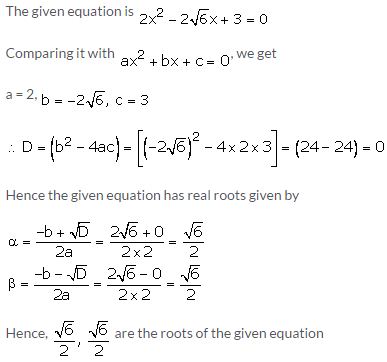 The given equation is 2x² − 2√6x + 3 = 0
Comparing it with ax² + bx + c = 0, we get
a = 2, b = −2√6, c = 3
∴ D = (b² − 4ac) = [(−2√6)² − 4 × 2 × 3] = (24 − 24) = 0
Hence the given equation has real roots given by
α = (−b + √D)/2a = (2√6 + 0)/(2 × 2) = √6/2
β = (−b − √D)/2a = (2√6 − 0)/(2 × 2) = √6/2
Hence, √6/2, √6/2 are the roots of the given equation